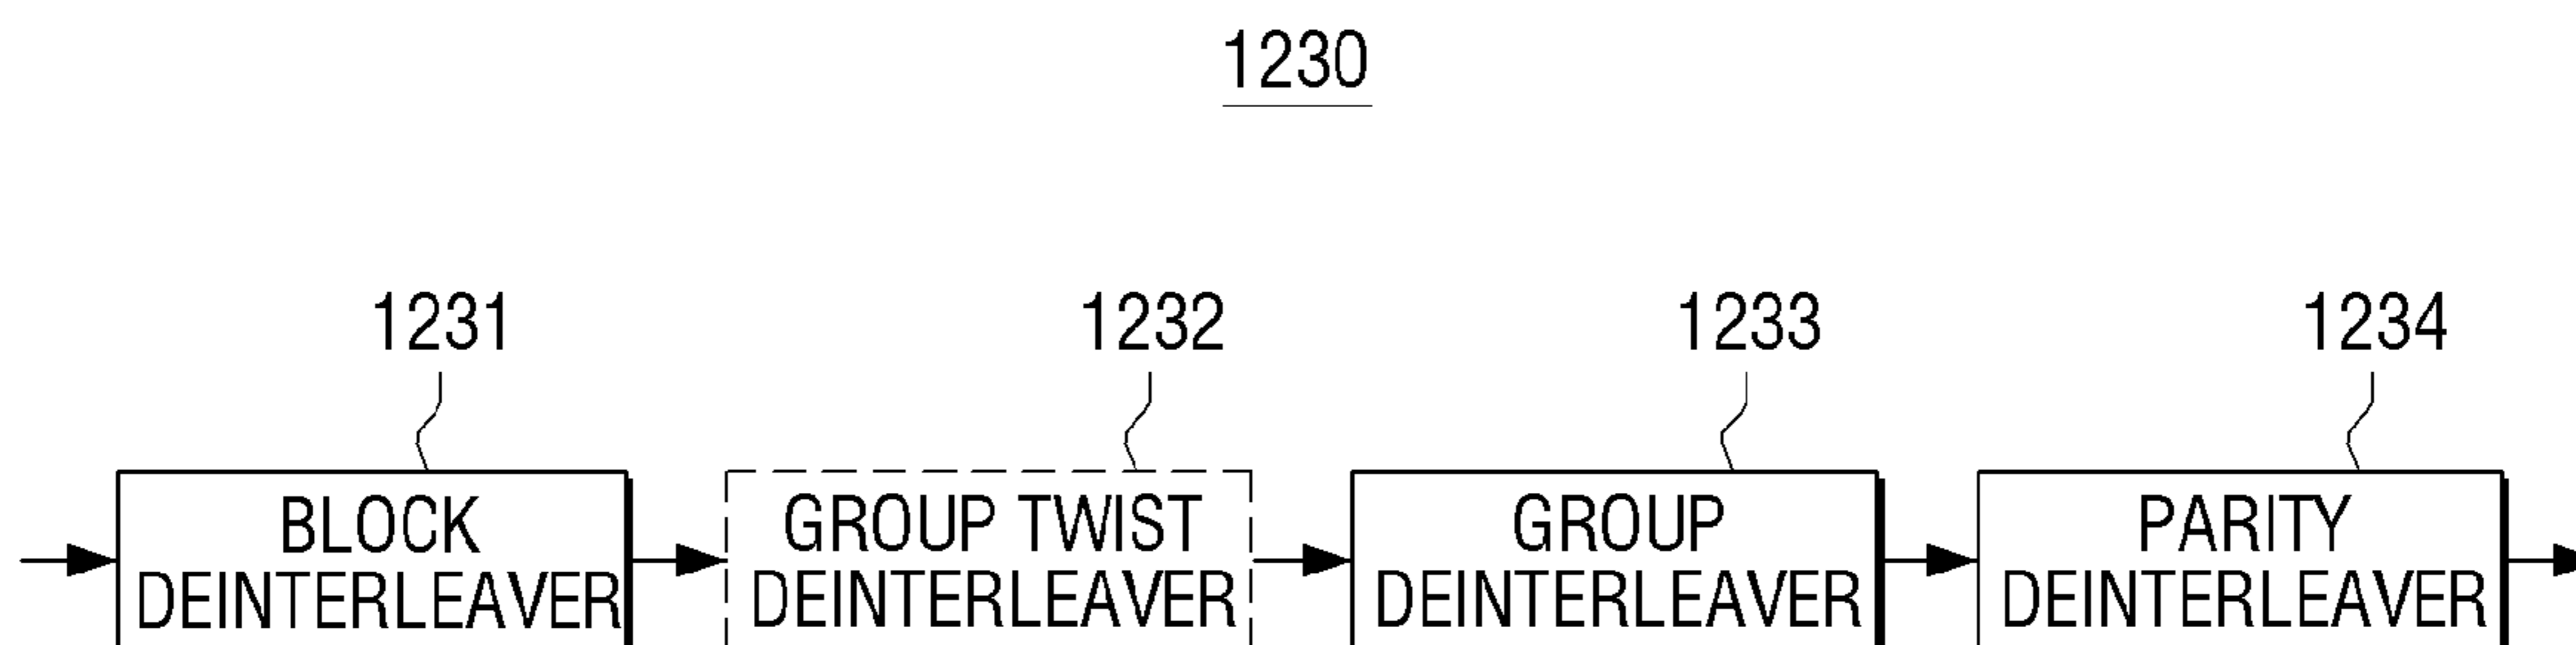 1230
1231
1232
1233
1234
BLOCK
DEINTERLEAVER
GROUP TWIST
DEINTERLEAVER
GROUP
DEINTERLEAVER
PARITY
DEINTERLEAVER